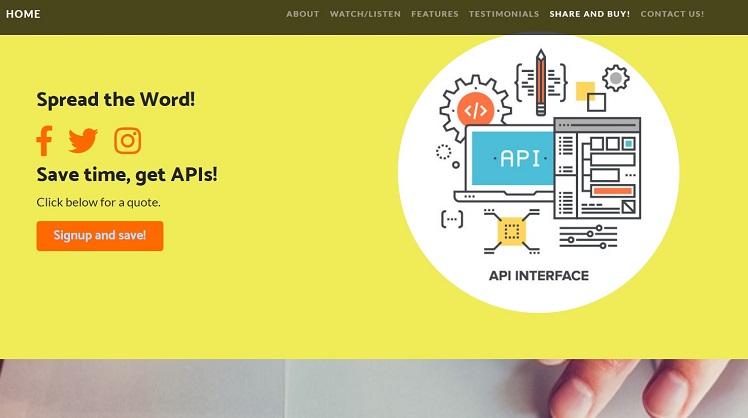 HOME ABOUT WATCH/LISTEN FEATURES TESTIMONIALS SHARE AND BUY! CONTACT US!
Spread the Word!
Save time, get APIs!
Click below for a quote.
Signup and save!
</>
API
API INTERFACE